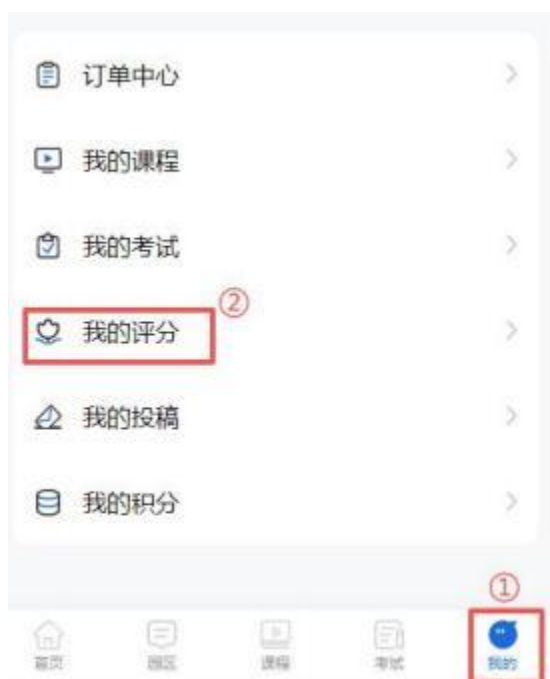 订单中心
我的课程
我的考试
②
我的评分
我的投稿
我的积分
①
首页 园区 课程 考试 我的